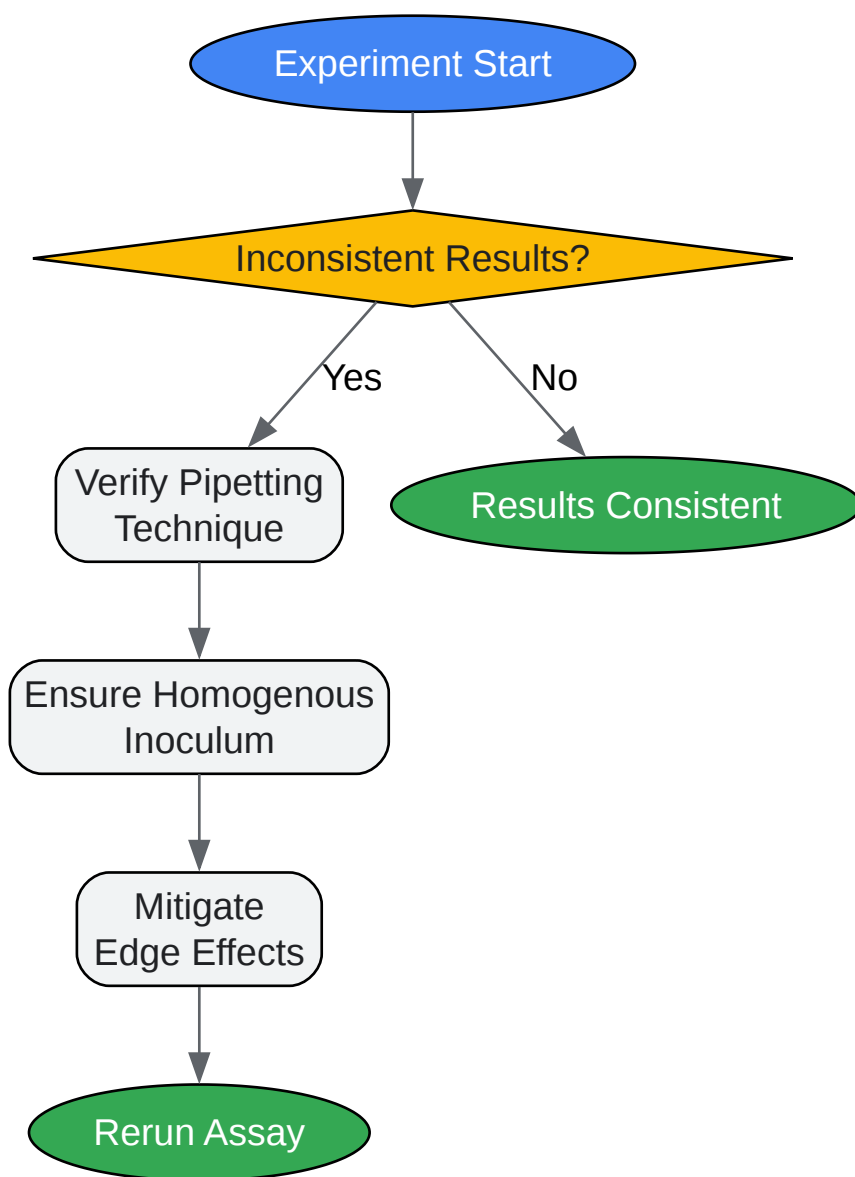 Experiment Start
Inconsistent Results?
Yes
No
Verify Pipetting
Technique
Results Consistent
Ensure Homogenous
Inoculum
Mitigate
Edge Effects
Rerun Assay